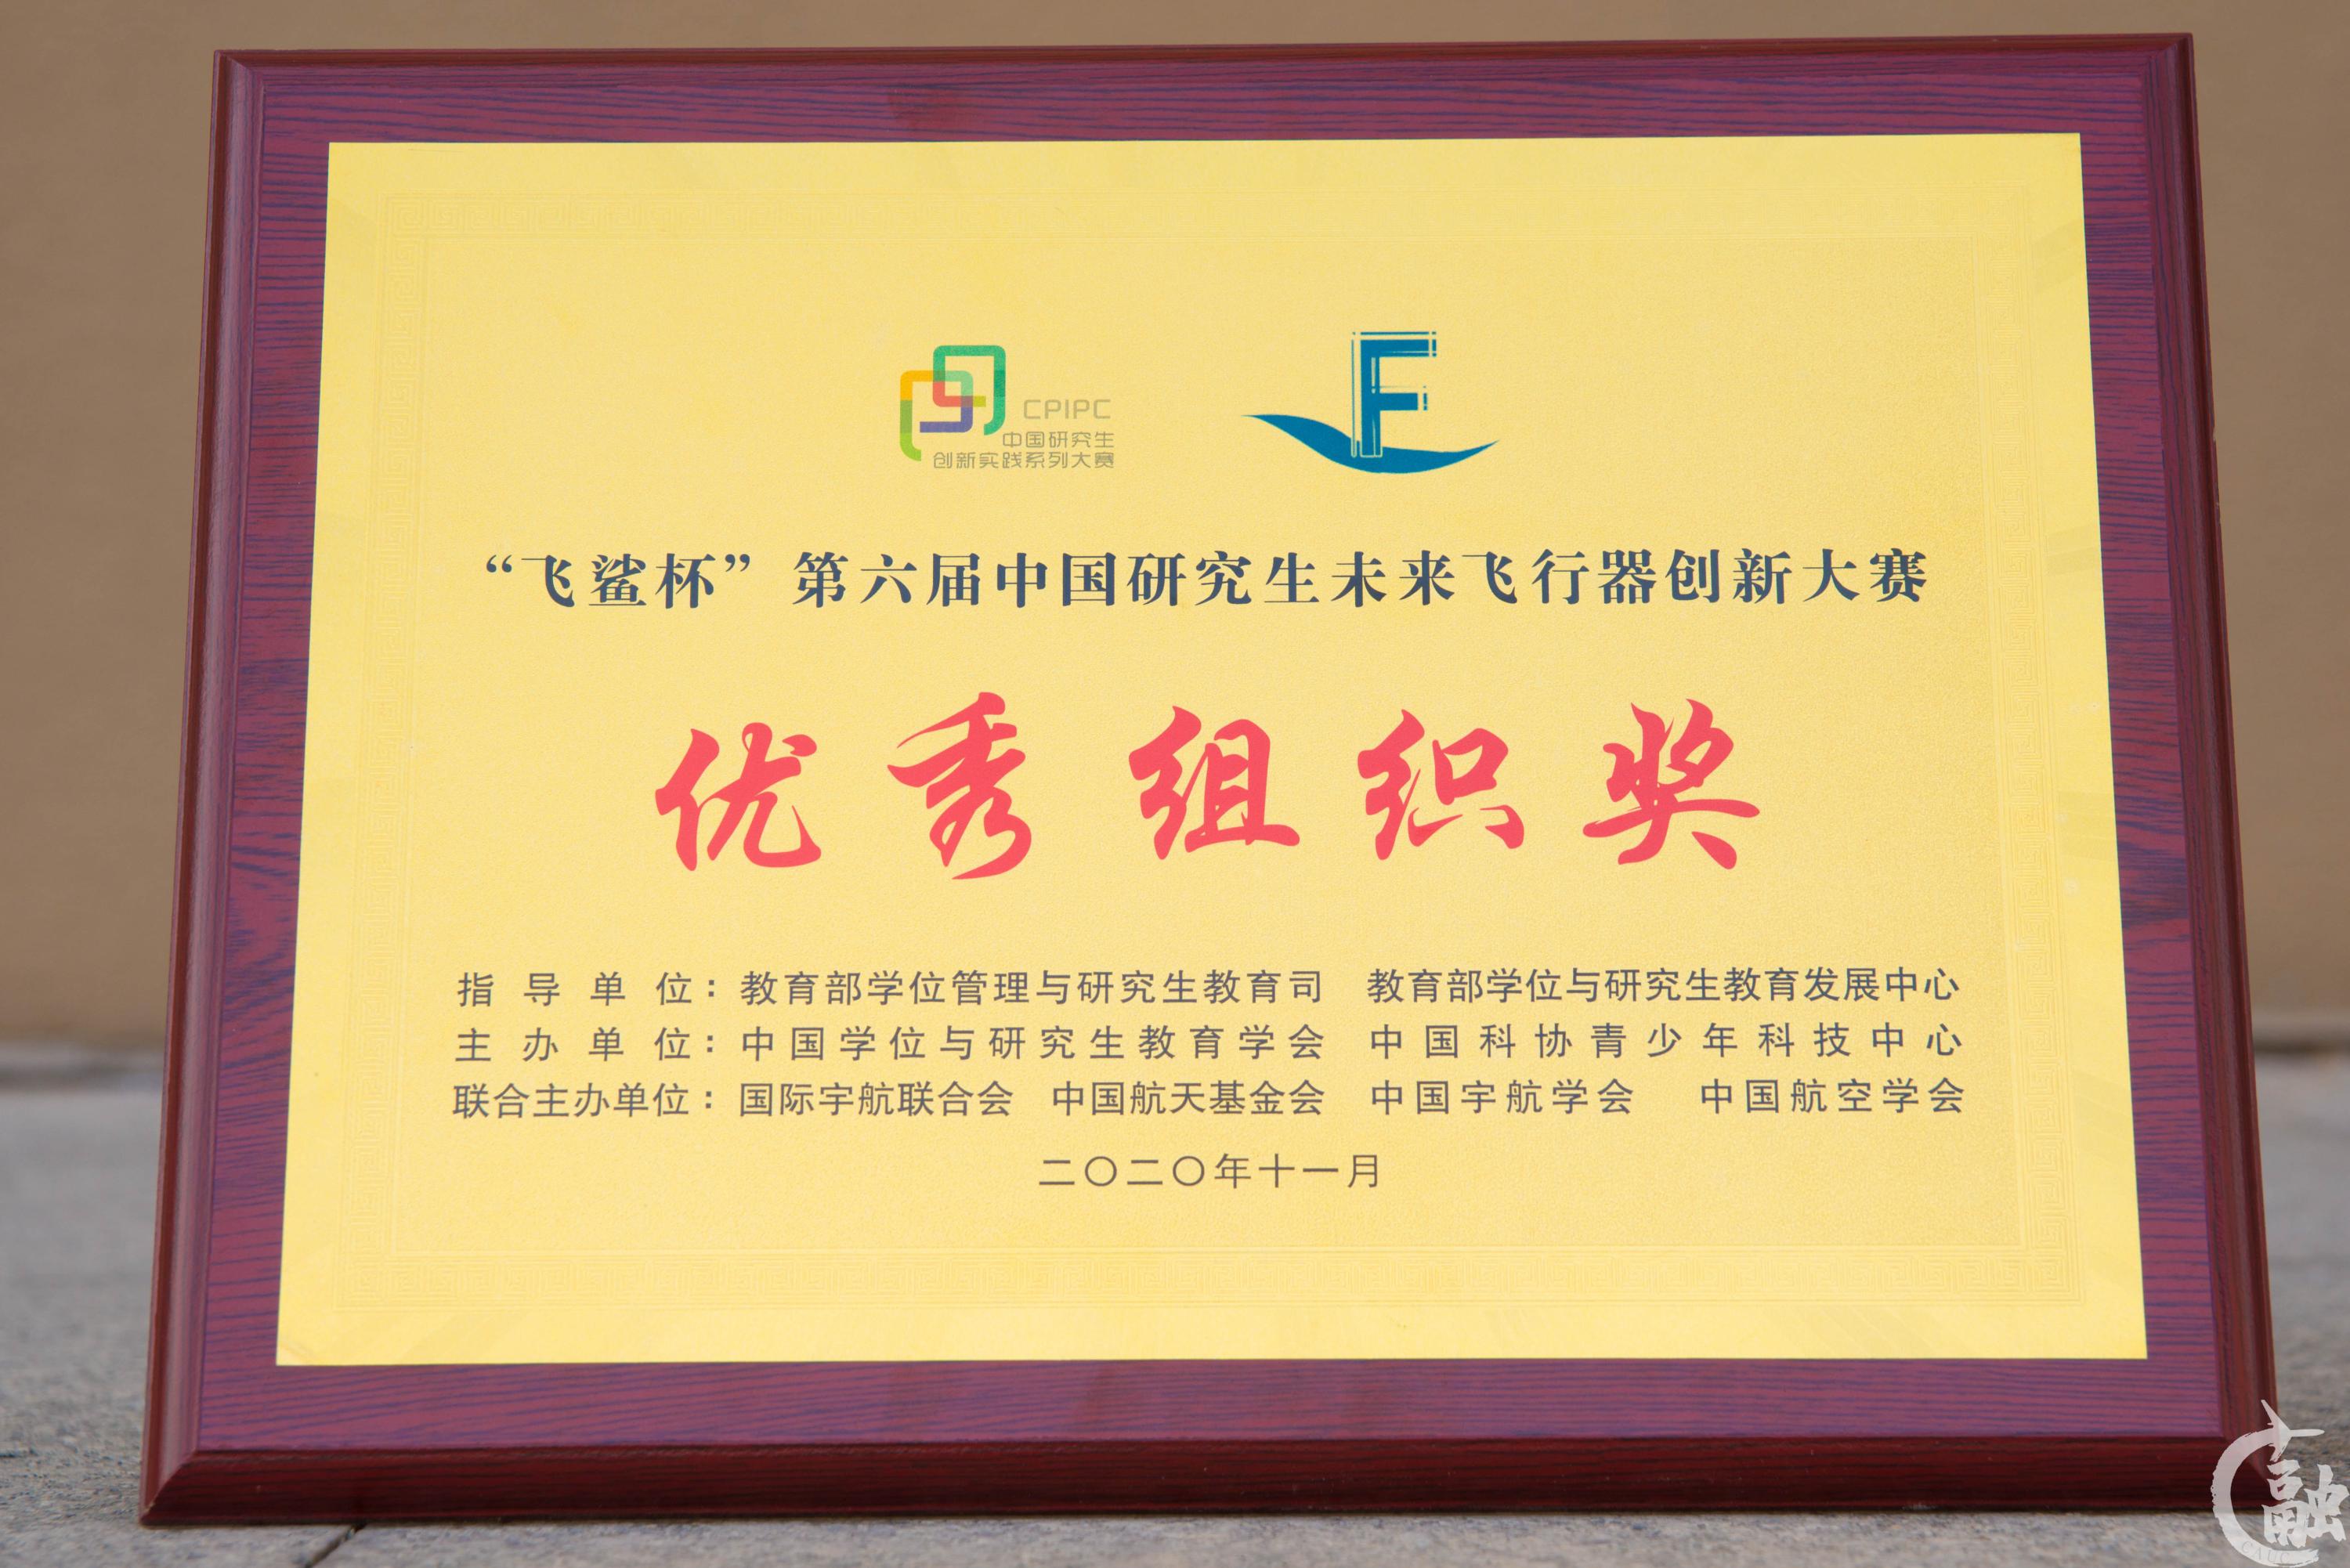 CPIPC
中国研究生
创新实践系列大赛
F
“飞鲨杯”第六届中国研究生未来飞行器创新大赛
优秀组织奖
指导单位：教育部学位管理与研究生教育司 教育部学位与研究生教育发展中心
主办单位：中国学位与研究生教育学会 中国科协青少年科技中心
联合主办单位：国际宇航联合会 中国航天基金会 中国宇航学会 中国航空学会
二〇二〇年十一月
融